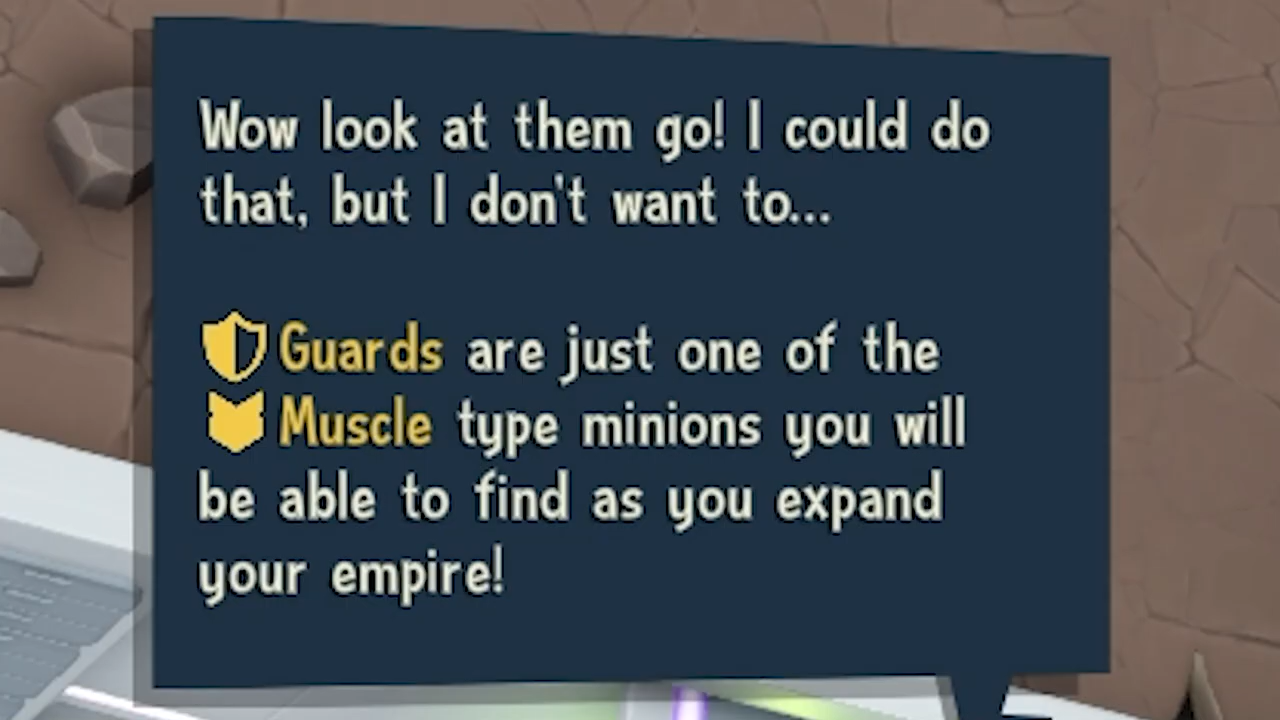 Wow look at them go! I could do
that, but I don't want to...
Guards are just one of the
Muscle type minions you will
be able to find as you expand
your empire!